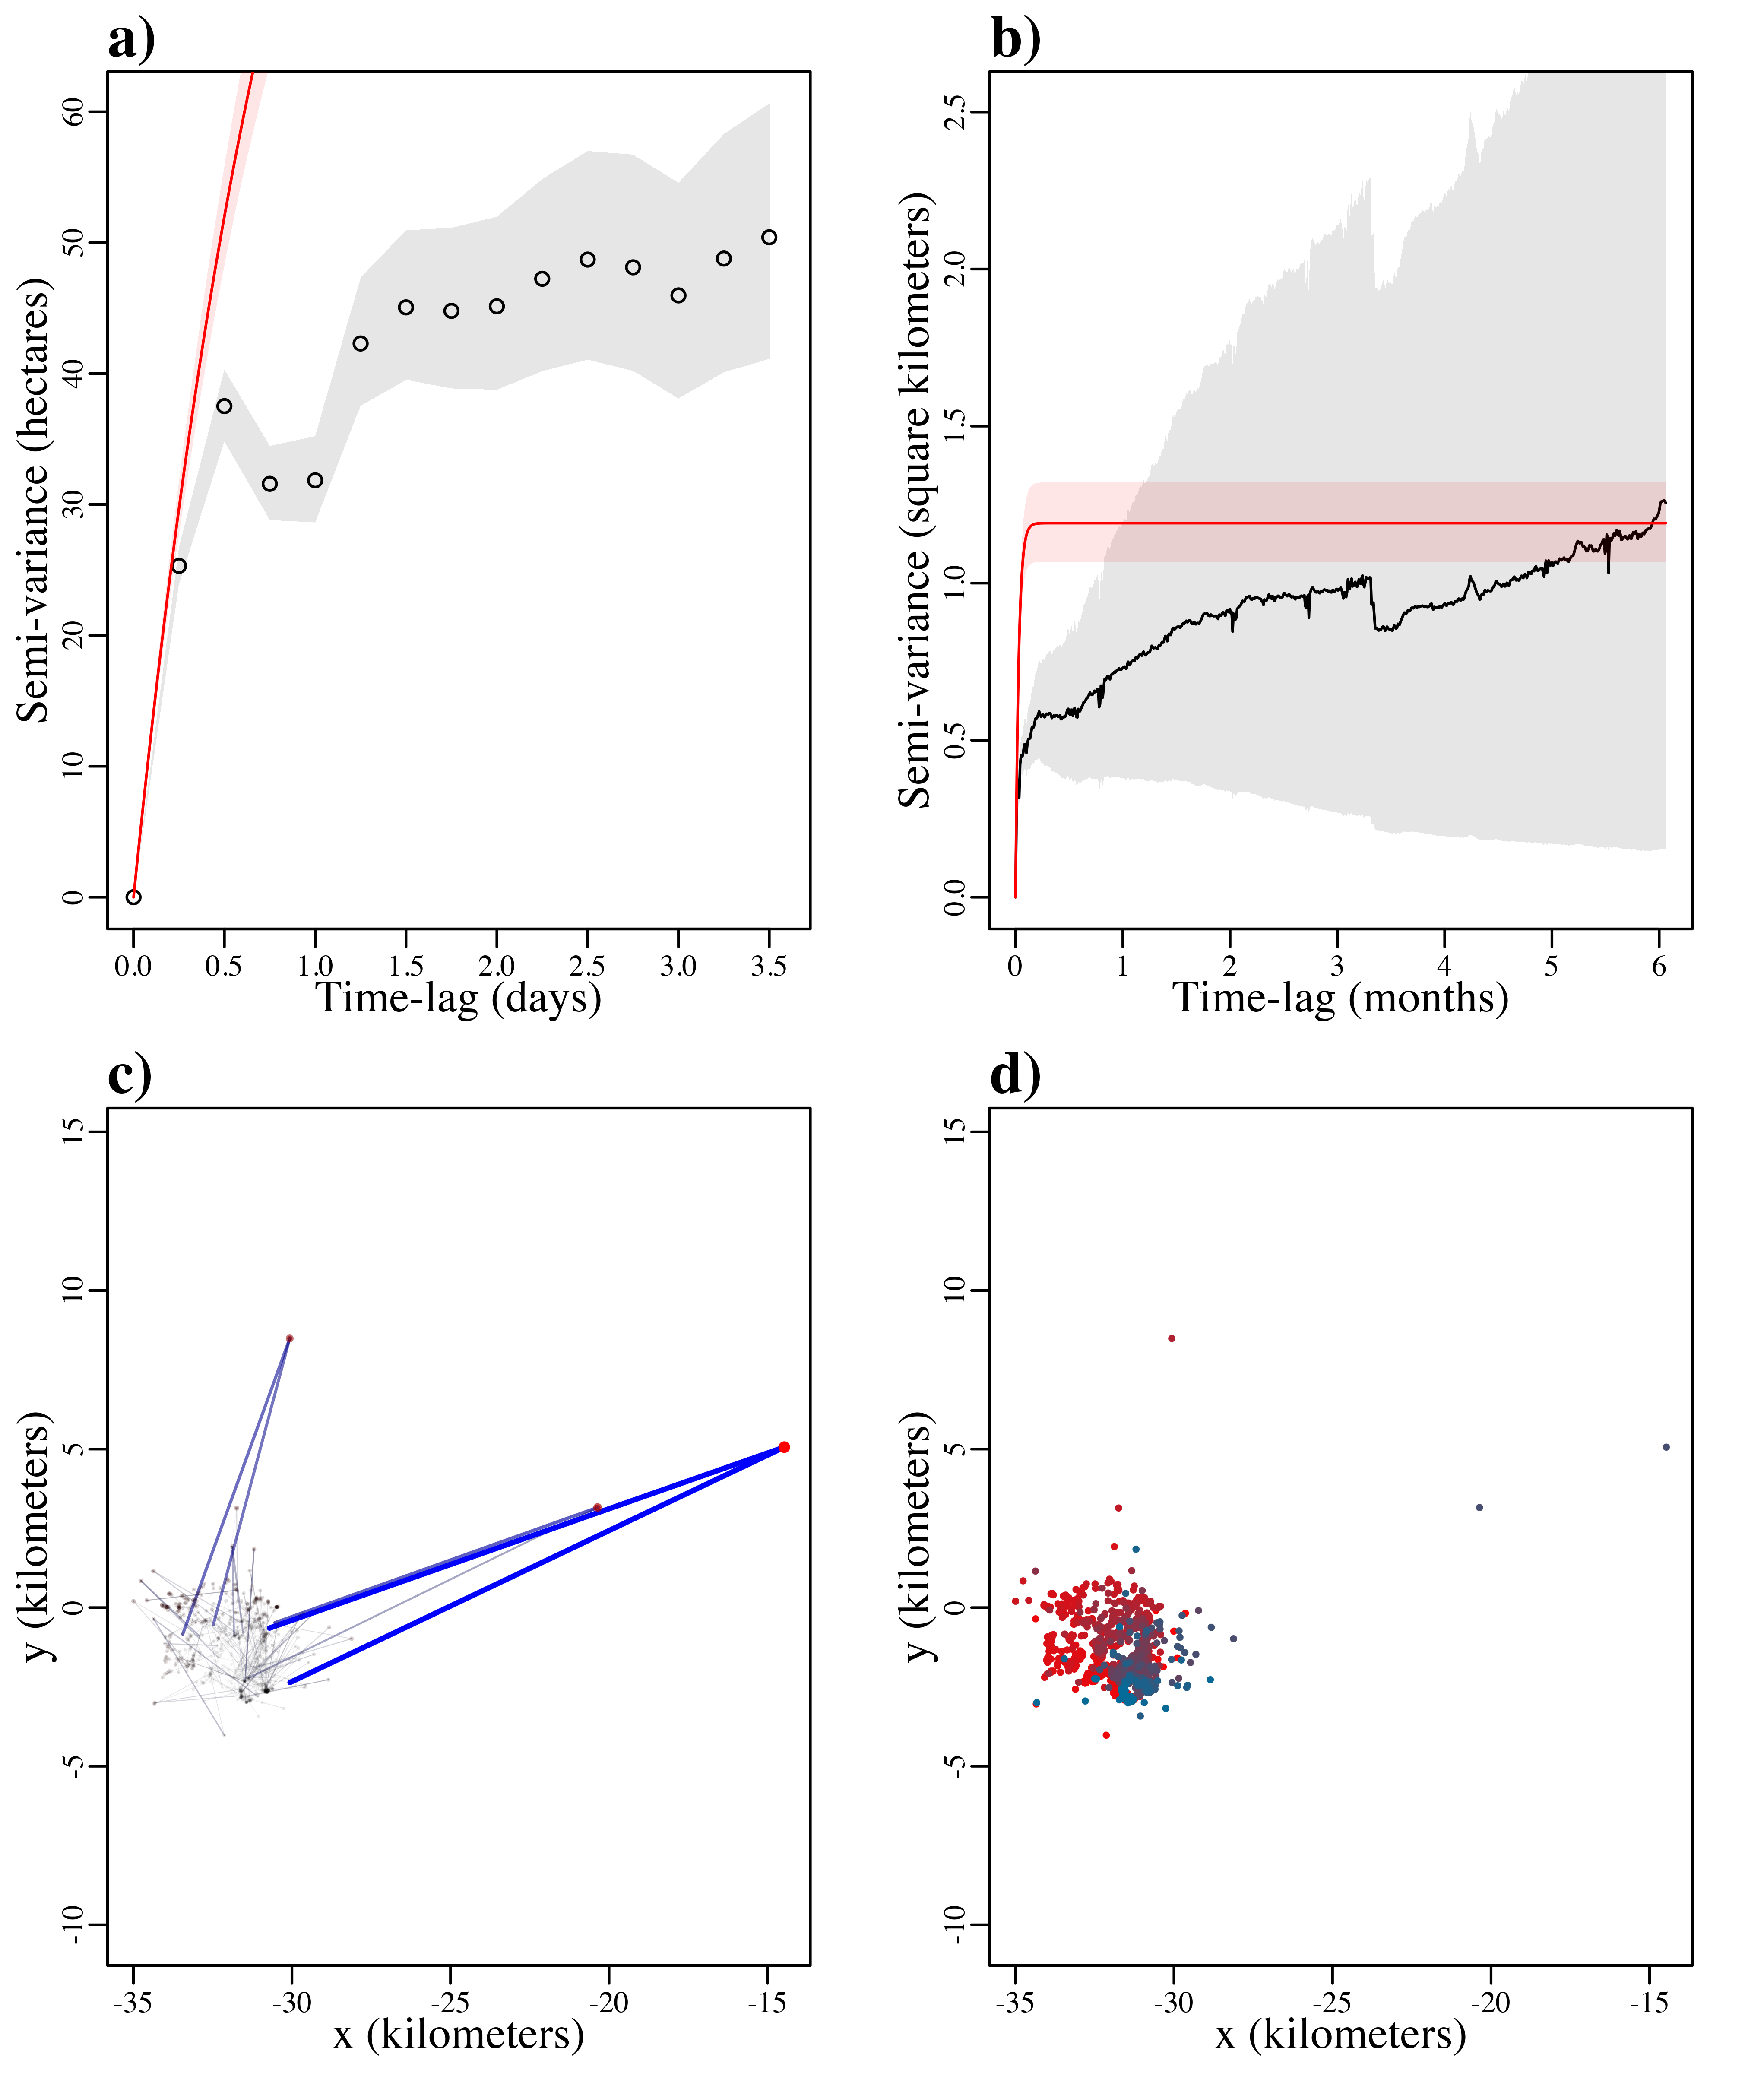 a)
Semi-variance (hectares)
0 10 20 30 40 50 60
0.0 0.5 1.0 1.5 2.0 2.5 3.0 3.5
Time-lag (days)
b)
Semi-variance (square kilometers)
0.0 0.5 1.0 1.5 2.0 2.5
0 1 2 3 4 5 6
Time-lag (months)
c)
y (kilometers)
-10 -5 0 5 10 15
-35 -30 -25 -20 -15
x (kilometers)
d)
y (kilometers)
-10 -5 0 5 10 15
-35 -30 -25 -20 -15
x (kilometers)